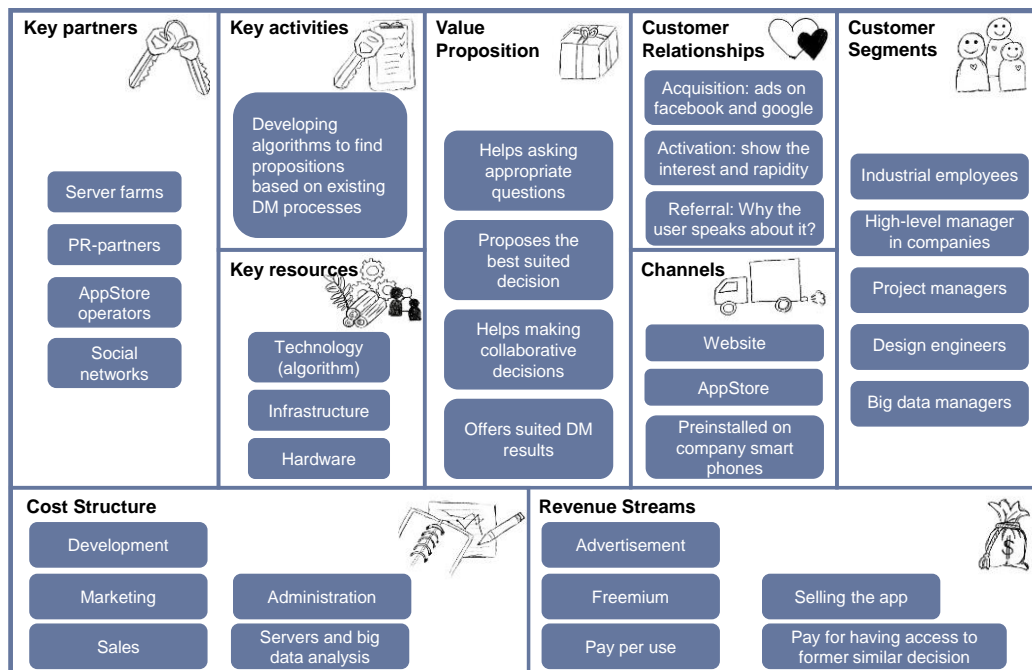 Key partners
Server farms
PR-partners
AppStore
operators
Social
networks
Key activities
Developing
algorithms to find
propositions
based on existing
DM processes
Key resources
Technology
(algorithm)
Infrastructure
Hardware
Value
Proposition
Helps asking
appropriate
questions
Proposes the
best suited
decision
Helps making
collaborative
decisions
Offers suited DM
results
Customer
Relationships
Acquisition: ads on
facebook and google
Activation: show the
interest and rapidity
Referral: Why the
user speaks about it?
Channels
Website
AppStore
Preinstalled on
company smart
phones
Customer
Segments
Industrial employees
High-level manager
in companies
Project managers
Design engineers
Big data managers
Cost Structure
Development
Marketing
Administration
Sales
Servers and big
data analysis
Revenue Streams
$
Advertisement
Freemium
Selling the app
Pay per use
Pay for having access to
former similar decision